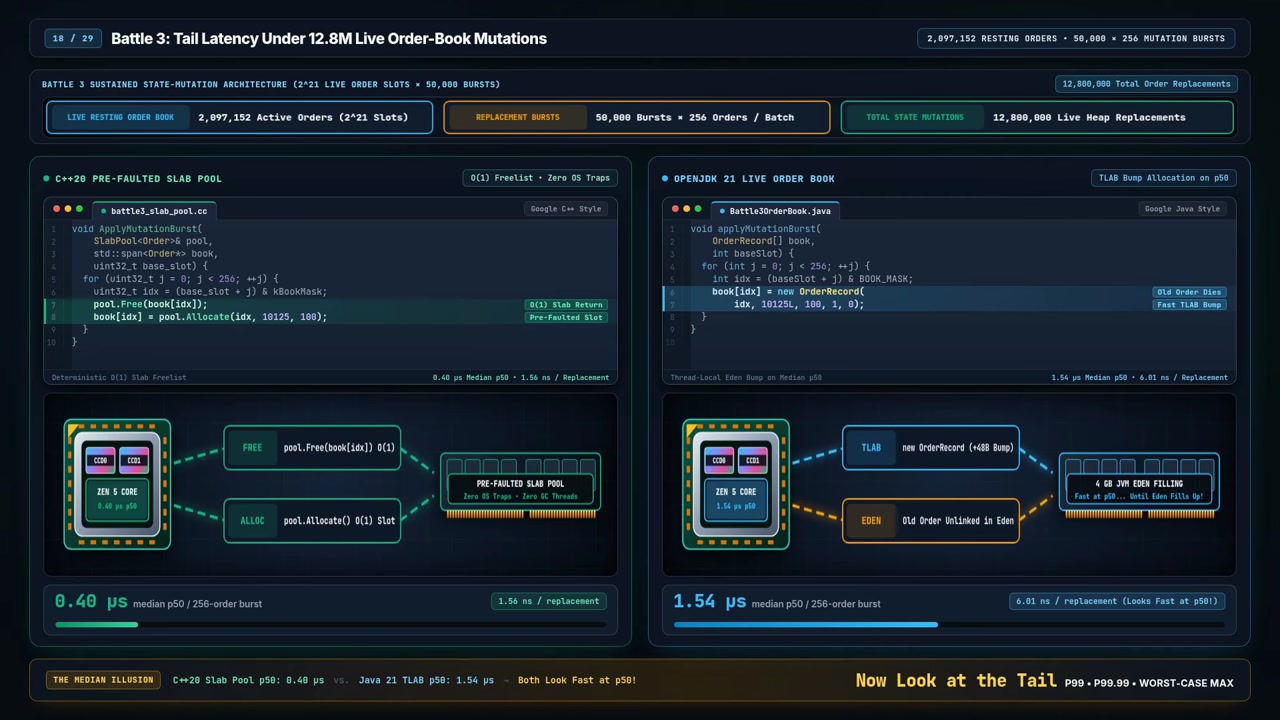 18 / 29
Battle 3: Tail Latency Under 12.8M Live Order-Book Mutations
2,097,152 RESTING ORDERS • 50,000 × 256 MUTATION BURSTS
BATTLE 3 SUSTAINED STATE-MUTATION ARCHITECTURE (2^21 LIVE ORDER SLOTS × 50,000 BURSTS)
12,800,000 Total Order Replacements
LIVE RESTING ORDER BOOK
2,097,152 Active Orders (2^21 Slots)
REPLACEMENT BURSTS
50,000 Bursts × 256 Orders / Batch
TOTAL STATE MUTATIONS
12,800,000 Live Heap Replacements
C++20 PRE-FAULTED SLAB POOL
O(1) Freelist • Zero OS Traps
battle3_slab_pool.cc
Google C++ Style
1 void ApplyMutationBurst(
2 SlabPool<Order>& pool,
3 std::span<Order*> book,
4 uint32_t base_slot) {
5 for (uint32_t j = 0; j < 256; ++j) {
6 uint32_t idx = (base_slot + j) & kBookMask;
7 pool.Free(book[idx]); O(1) Slab Return
8 book[idx] = pool.Allocate(idx, 10125, 100); Pre-Faulted Slot
9 }
10 }
Deterministic O(1) Slab Freelist
0.40 µs Median p50 • 1.56 ns / Replacement
CCD0
CCD1
ZEN 5 CORE
0.40 µs p50
FREE
pool.Free(book[idx]) O(1)
ALLOC
pool.Allocate() O(1) Slot
PRE-FAULTED SLAB POOL
Zero OS Traps · Zero GC Threads
0.40 µs median p50 / 256-order burst
1.56 ns / replacement
OPENJDK 21 LIVE ORDER BOOK
TLAB Bump Allocation on p50
Battle3OrderBook.java
Google Java Style
1 void applyMutationBurst(
2 OrderRecord[] book,
3 int baseSlot) {
4 for (int j = 0; j < 256; ++j) {
5 int idx = (baseSlot + j) & BOOK_MASK;
6 book[idx] = new OrderRecord( Old Order Dies
7 idx, 10125L, 100, 1, 0); Fast TLAB Bump
8 }
9 }
10
Thread-Local Eden Bump on Median p50
1.54 µs Median p50 • 6.01 ns / Replacement
CCD0
CCD1
ZEN 5 CORE
1.54 µs p50
TLAB
new OrderRecord (+48B Bump)
EDEN
Old Order Unlinked in Eden
4 GB JVM EDEN FILLING
Fast at p50... Until Eden Fills Up!
1.54 µs median p50 / 256-order burst
6.01 ns / replacement (Looks Fast at p50!)
THE MEDIAN ILLUSION
C++20 Slab Pool p50: 0.40 µs vs. Java 21 TLAB p50: 1.54 µs → Both Look Fast at p50!
Now Look at the Tail P99 • P99.99 • WORST-CASE MAX